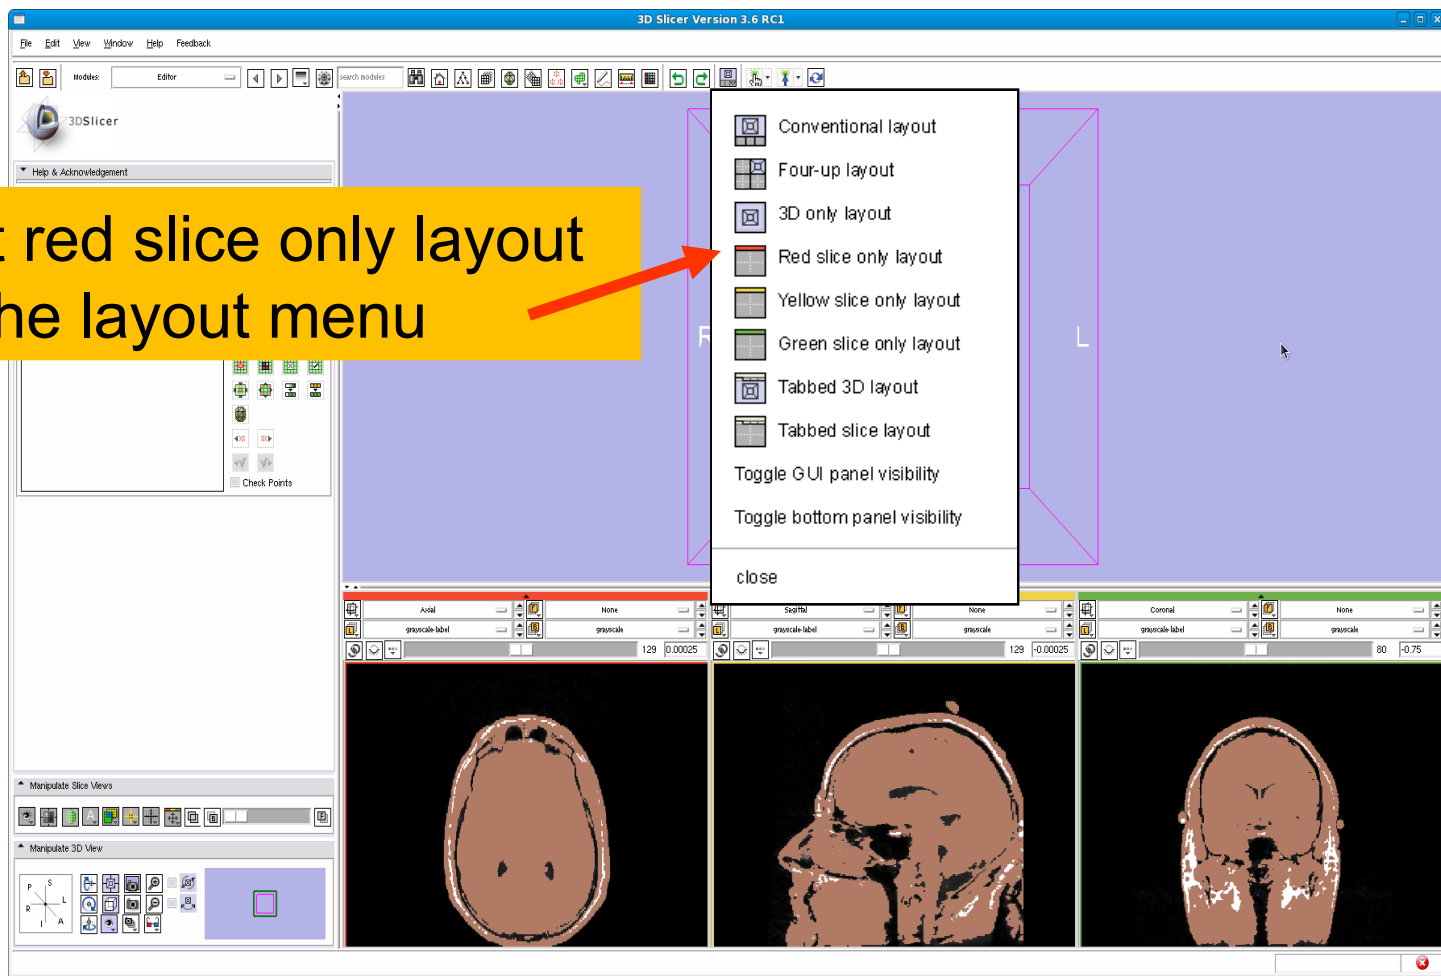 3D Slicer Version 3.6 RC1
File Edit View Window Help Feedback
Modules: Editor search modules
3DSlicer
Help & Acknowledgement
t red slice only layout
he layout menu
Conventional layout
Four-up layout
3D only layout
Red slice only layout
Yellow slice only layout
Green slice only layout
Tabbed 3D layout
Tabbed slice layout
Toggle GUI panel visibility
Toggle bottom panel visibility
close
R
L
Check Points
Axial None Sagittal None Coronal None
grayscale-label grayscale grayscale-label grayscale grayscale-label grayscale
129 0.00025 129 -0.00025 80 -0.75
Manipulate Slice Views
Manipulate 3D View
P S
R L
I A